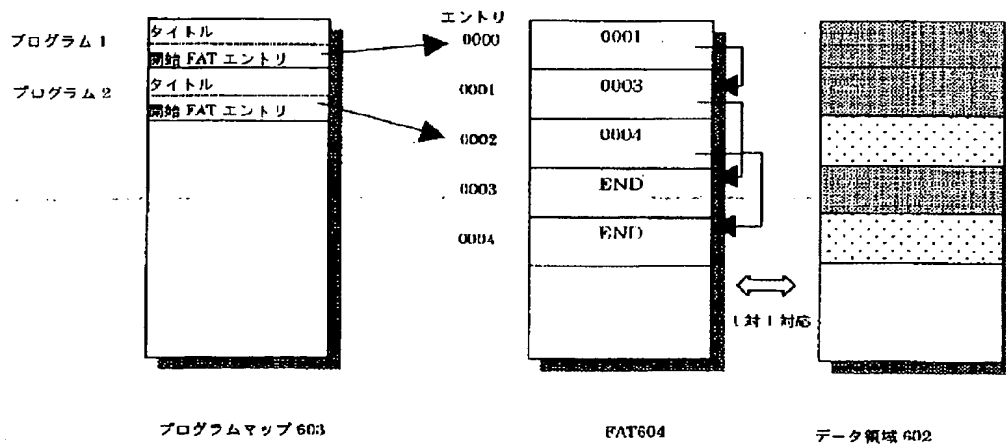 プログラム1
タイトル
開始 FAT エントリ
プログラム2
タイトル
開始 FAT エントリ
エントリ
0000
0001
0002
0003
0004
0001
0003
0004
END
END
1対1対応
プログラムマップ 603
FAT604
データ領域 602